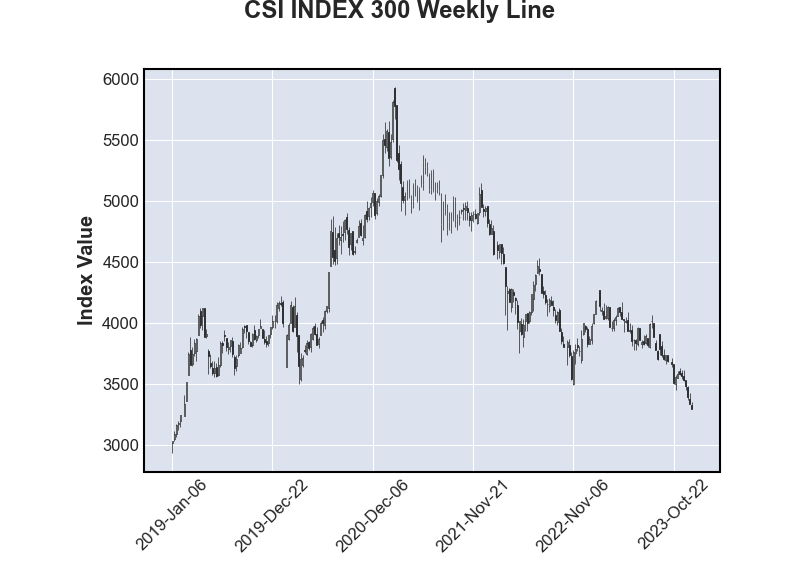 CSI INDEX 300 Weekly Line
Index Value
6000
5500
5000
4500
4000
3500
3000
2019-Jan-06
2019-Dec-22
2020-Dec-06
2021-Nov-21
2022-Nov-06
2023-Oct-22